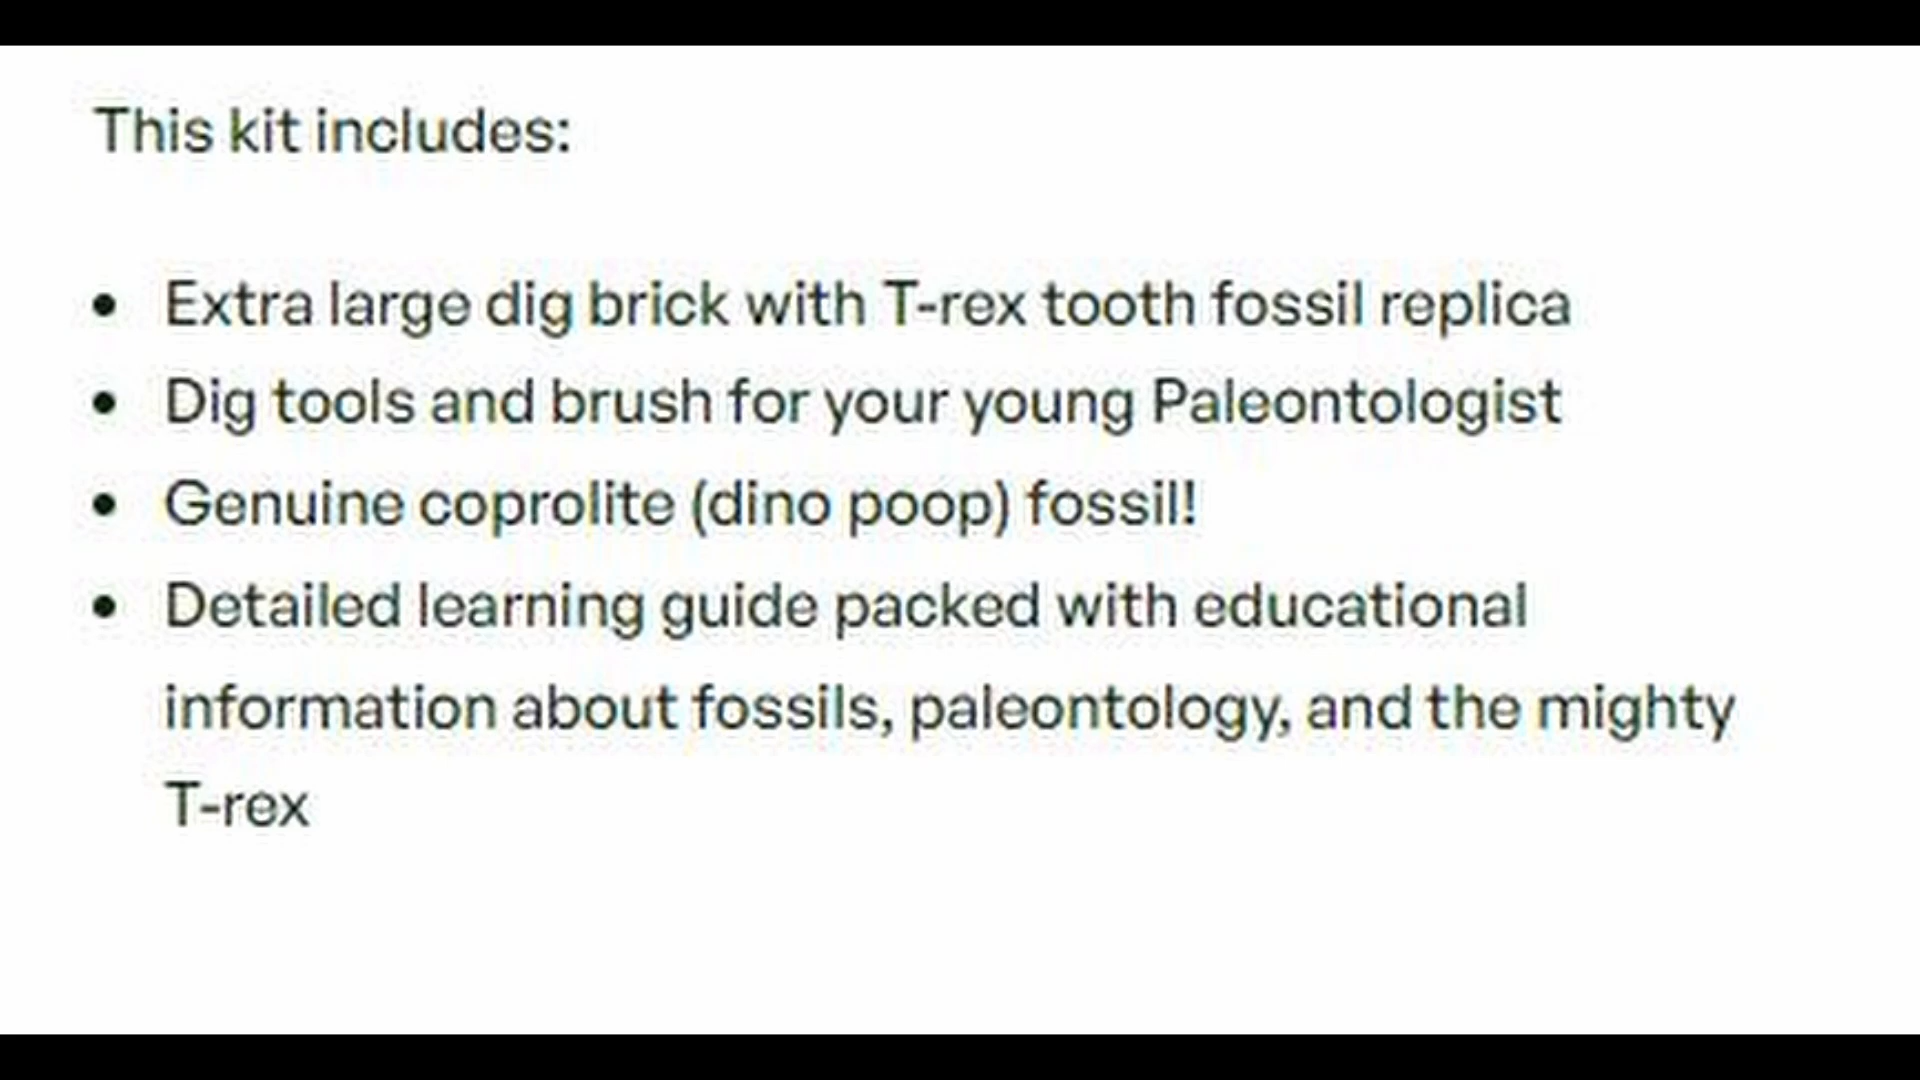 This kit includes:
• Extra large dig brick with T-rex tooth fossil replica
• Dig tools and brush for your young Paleontologist
• Genuine coprolite (dino poop) fossil!
• Detailed learning guide packed with educational
information about fossils, paleontology, and the mighty
T-rex